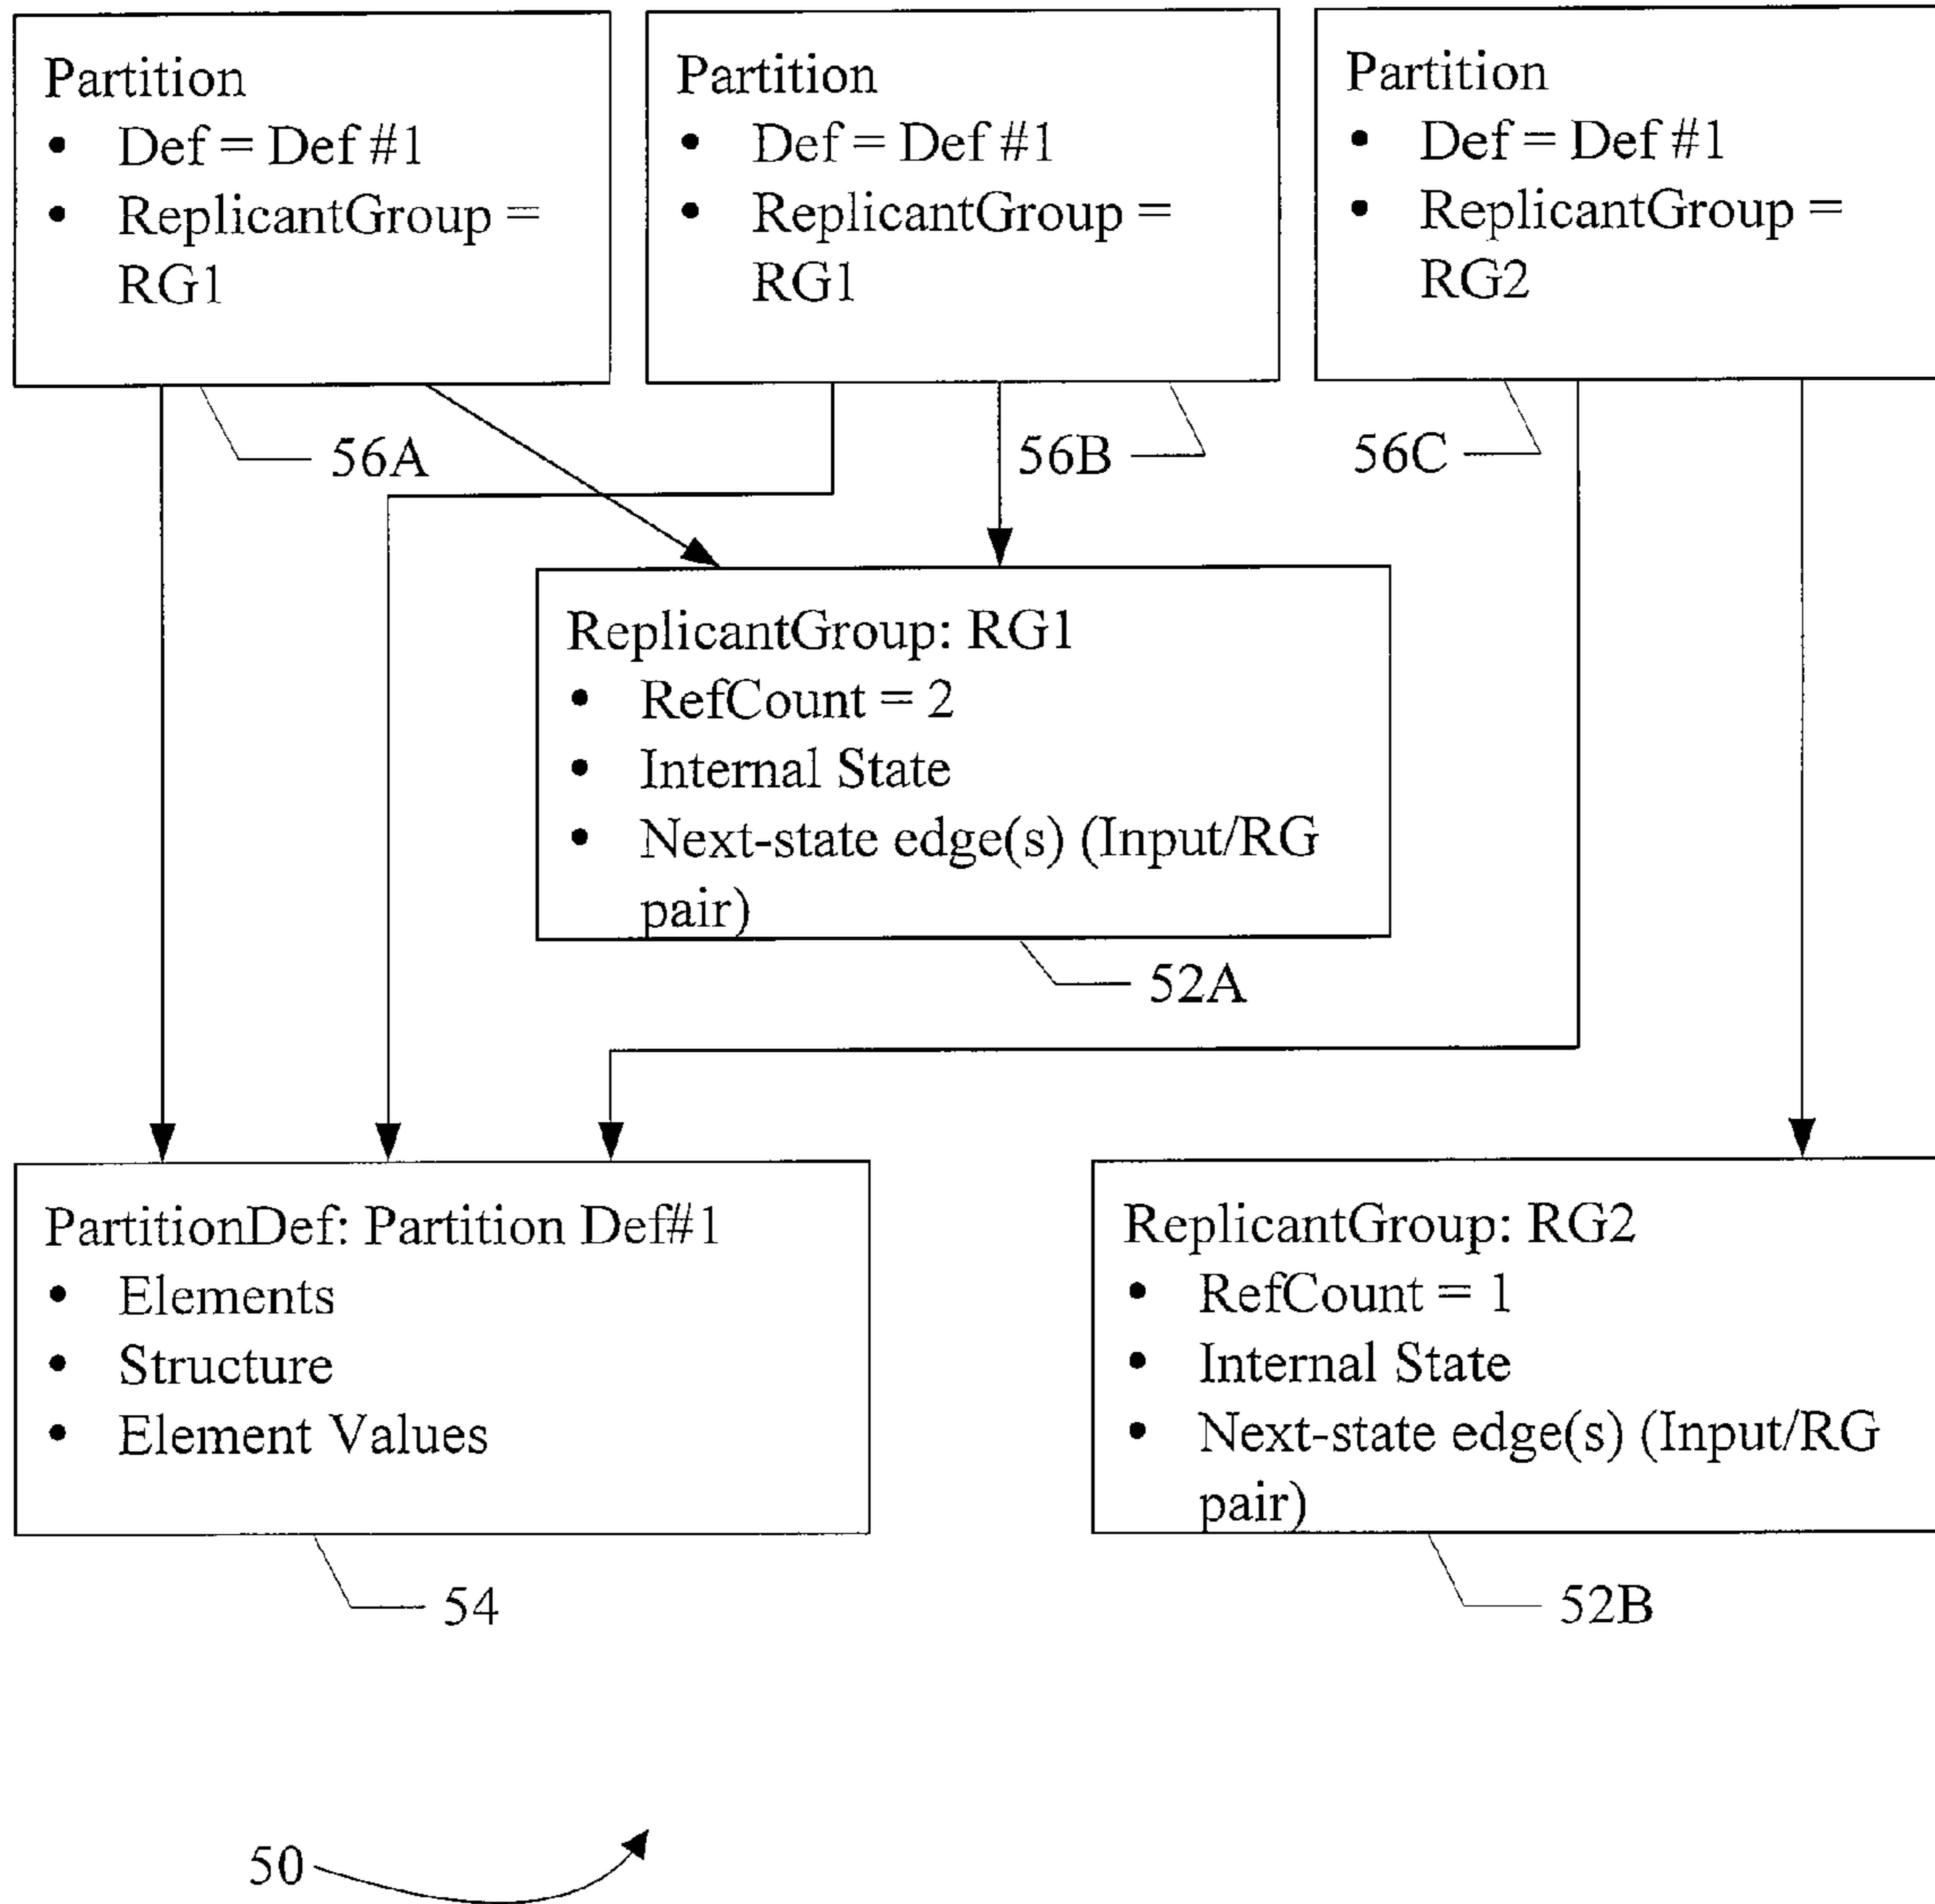 Partition
• Def = Def #1
• ReplicantGroup =
RG1
Partition
• Def = Def #1
• ReplicantGroup =
RG1
Partition
• Def = Def #1
• ReplicantGroup =
RG2
56A
56B
56C
ReplicantGroup: RG1
• RefCount = 2
• Internal State
• Next-state edge(s) (Input/RG
pair)
52A
PartitionDef: Partition Def#1
• Elements
• Structure
• Element Values
54
ReplicantGroup: RG2
• RefCount = 1
• Internal State
• Next-state edge(s) (Input/RG
pair)
52B
50